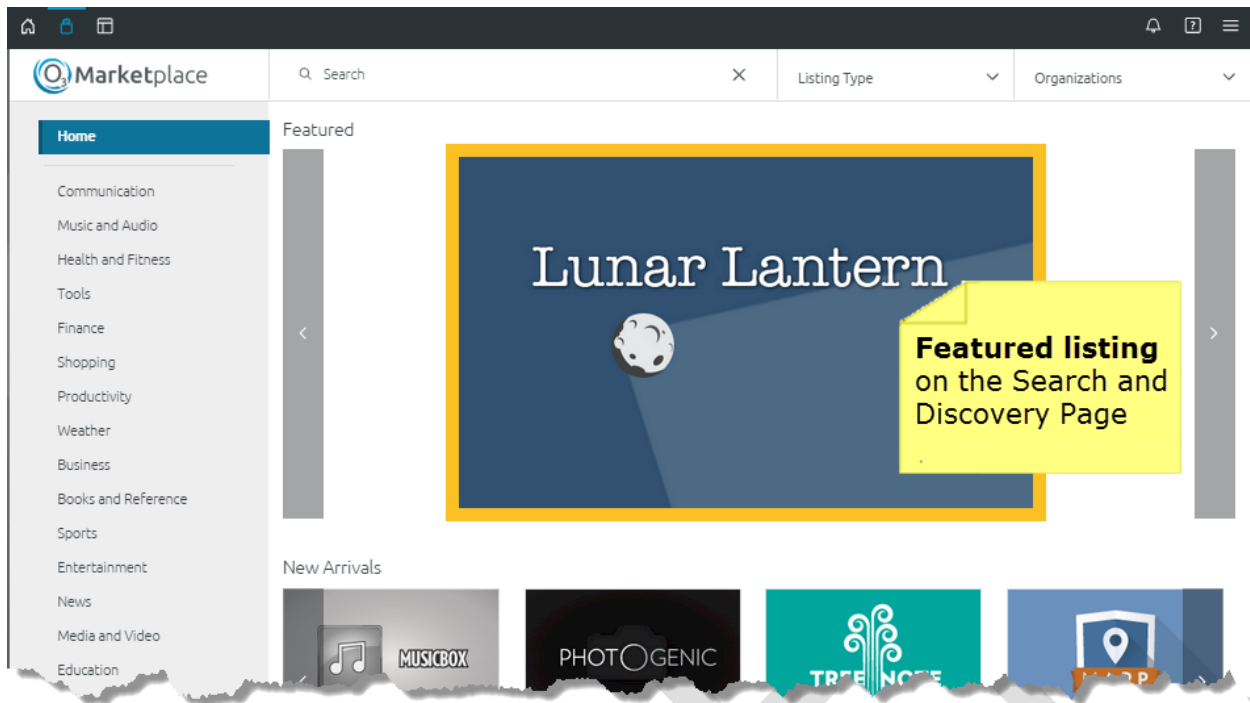 O3 Marketplace
Search
Listing Type
Organizations
Home
Communication
Music and Audio
Health and Fitness
Tools
Finance
Shopping
Productivity
Weather
Business
Books and Reference
Sports
Entertainment
News
Media and Video
Education
Featured
Lunar Lantern
Featured listing
on the Search and
Discovery Page
New Arrivals
MUSICBOX
PHOTOGENIC
TREE NOTE